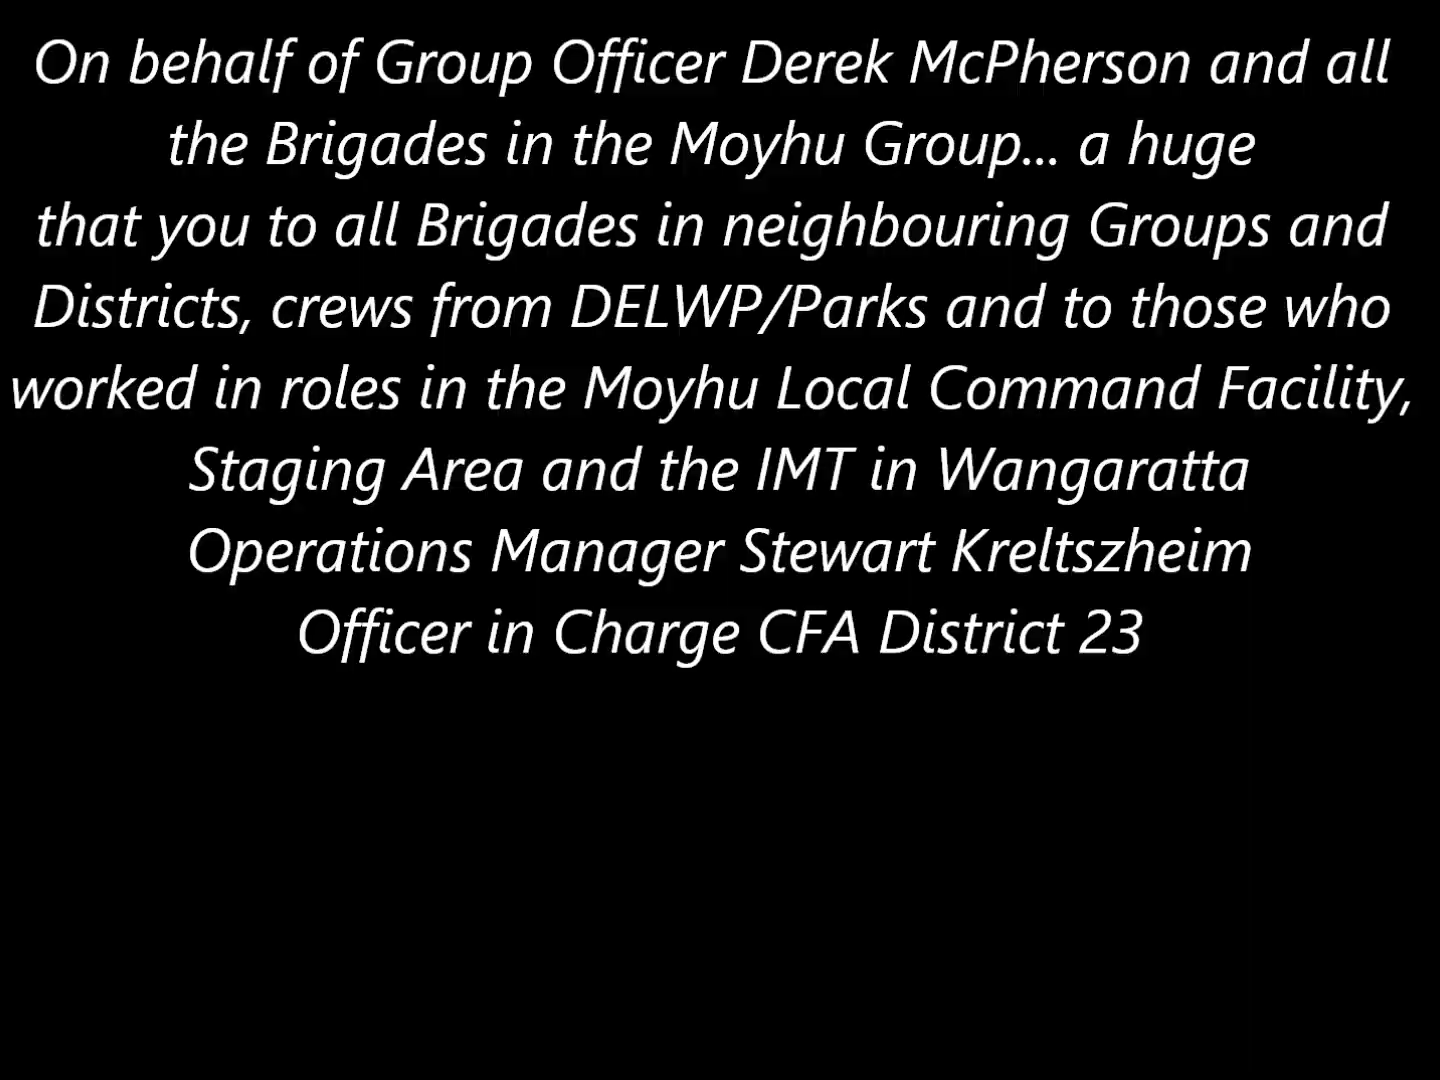 On behalf of Group Officer Derek McPherson and all
the Brigades in the Moyhu Group... a huge
that you to all Brigades in neighbouring Groups and
Districts, crews from DELWP/Parks and to those who
worked in roles in the Moyhu Local Command Facility,
Staging Area and the IMT in Wangaratta
Operations Manager Stewart Kreltszheim
Officer in Charge CFA District 23